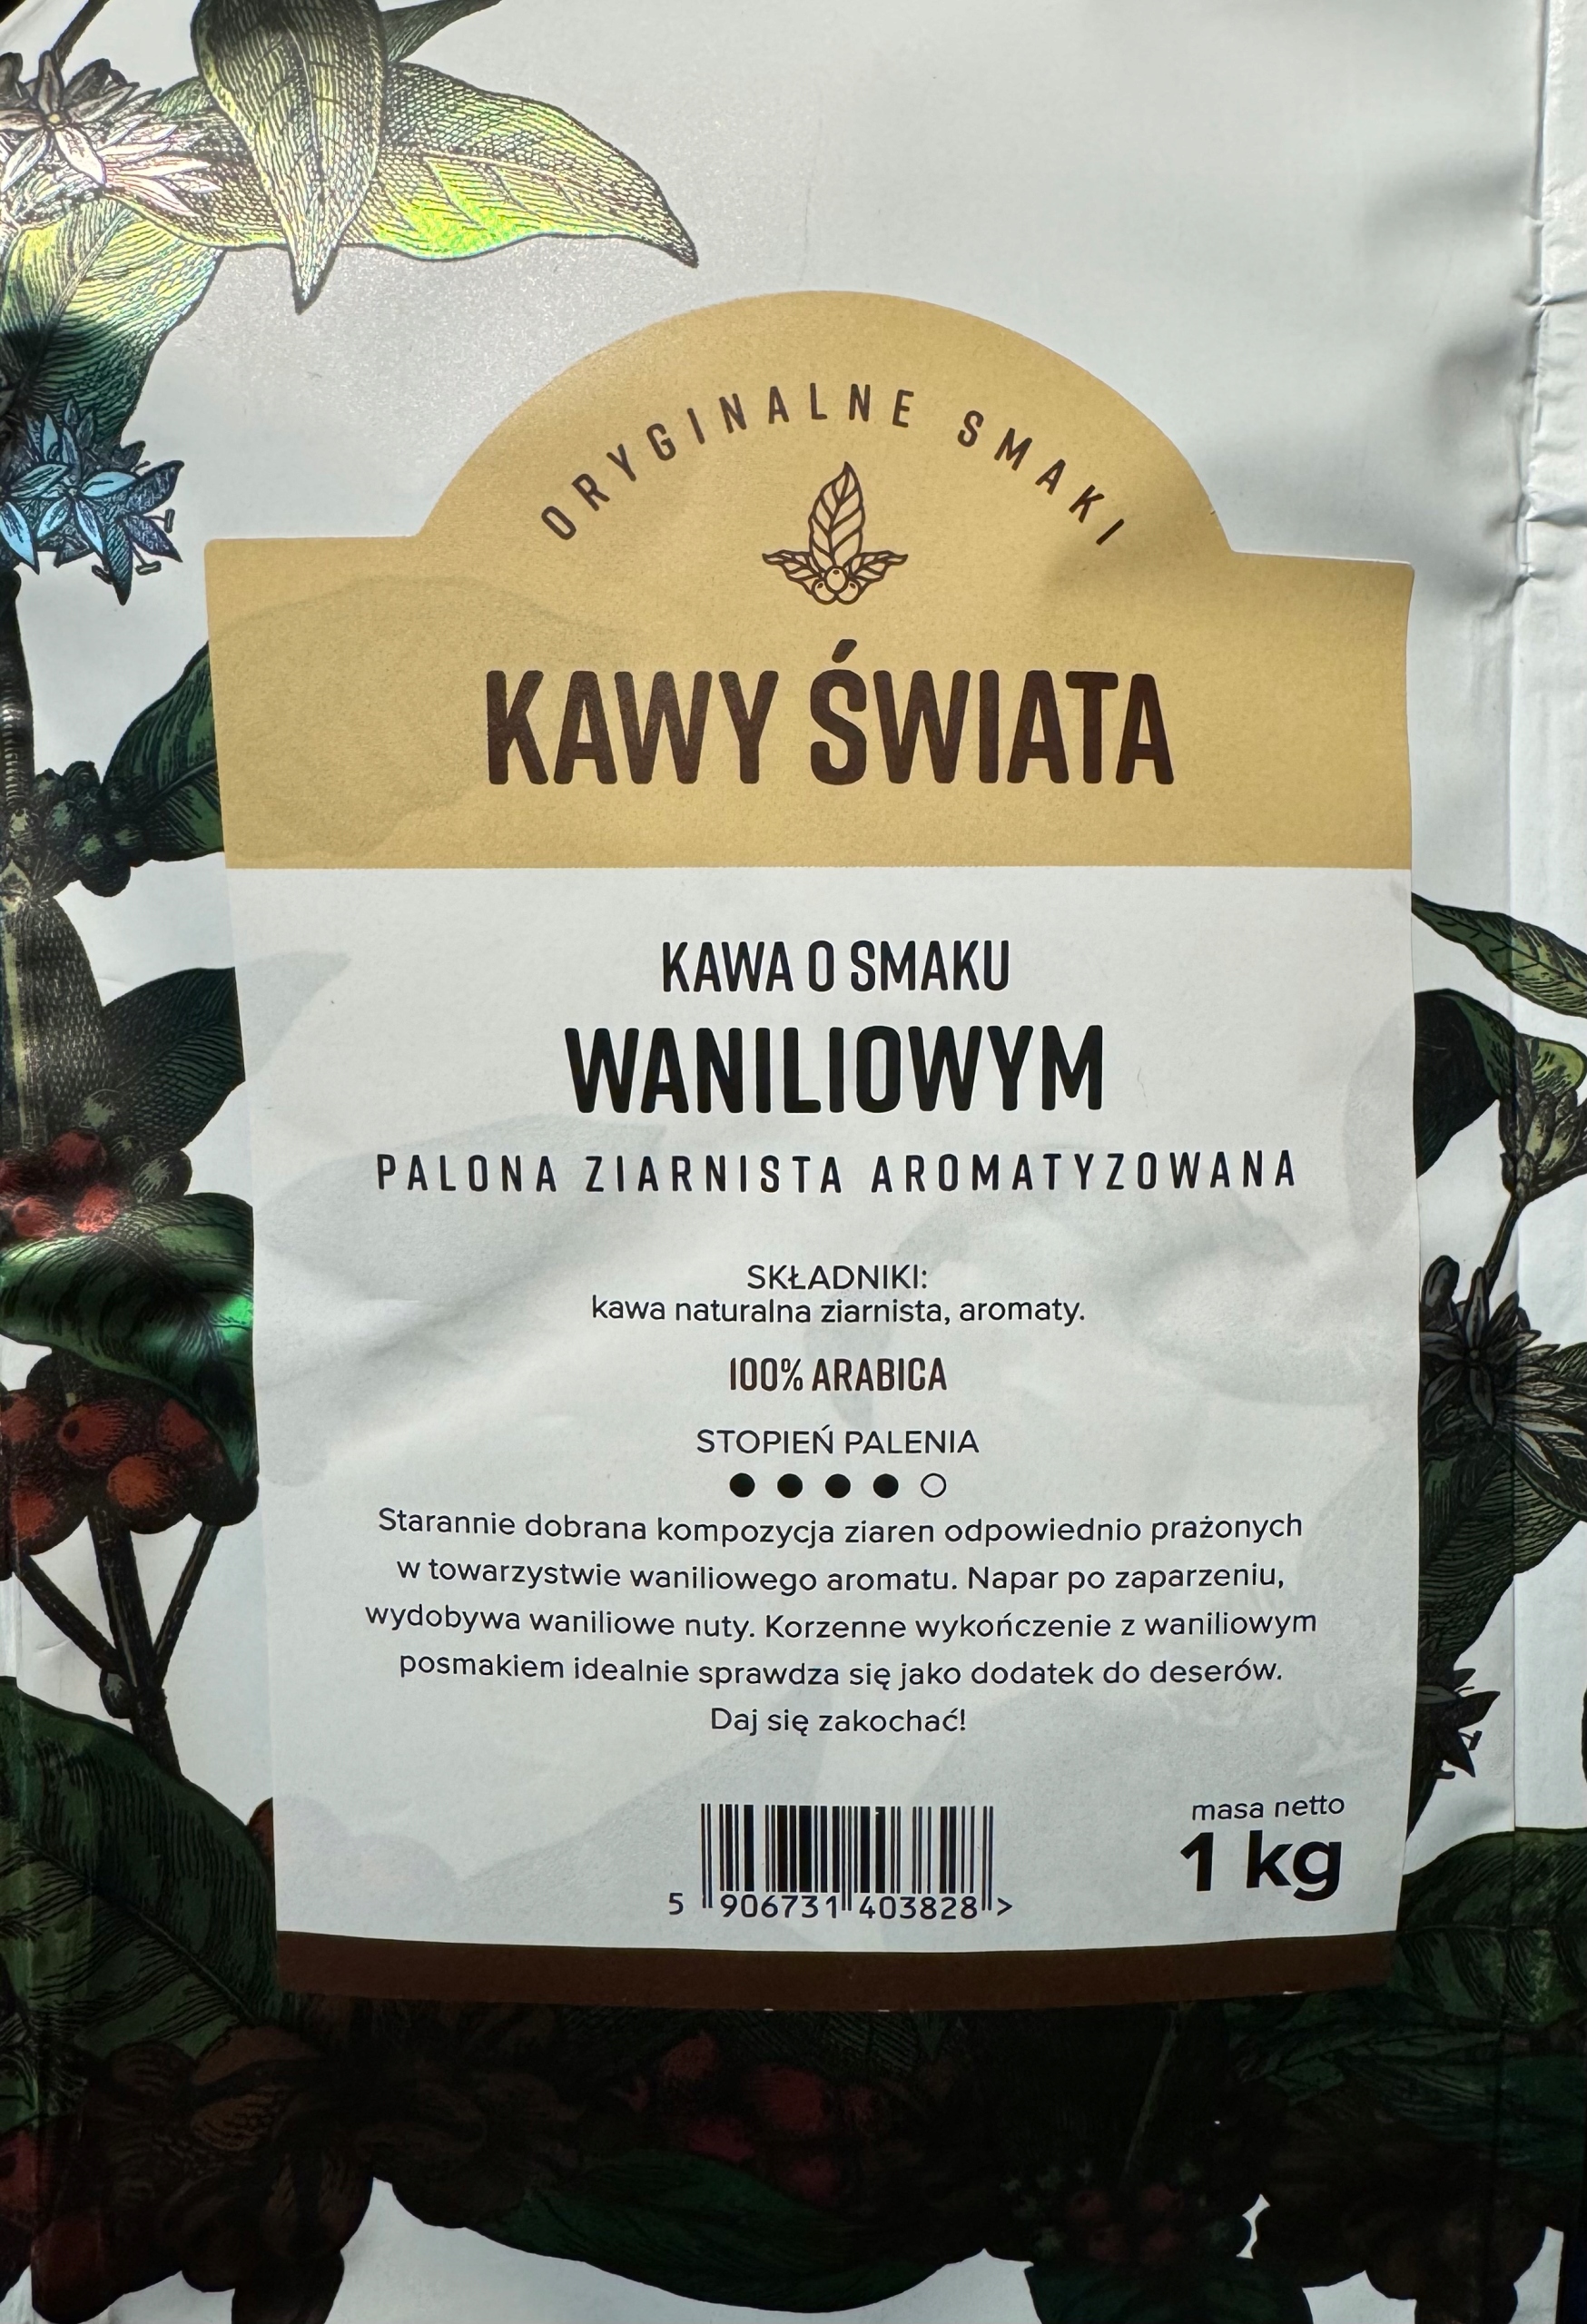 ORYGINALNE SMAKI
KAWY ŚWIATA
KAWA O SMAKU
WANILIOWYM
PALONA ZIARNISTA AROMATYZOWANA
SKŁADNIKI:
kawa naturalna ziarnista, aromaty.
100% ARABICA
STOPIEŃ PALENIA
Starannie dobrana kompozycja ziaren odpowiednio prażonych
w towarzystwie waniliowego aromatu. Napar po zaparzeniu,
wydobywa waniliowe nuty. Korzenne wykończenie z waniliowym
posmakiem idealnie sprawdza się jako dodatek do deserów.
Daj się zakochać!
masa netto
1 kg
5 906731 403828 >